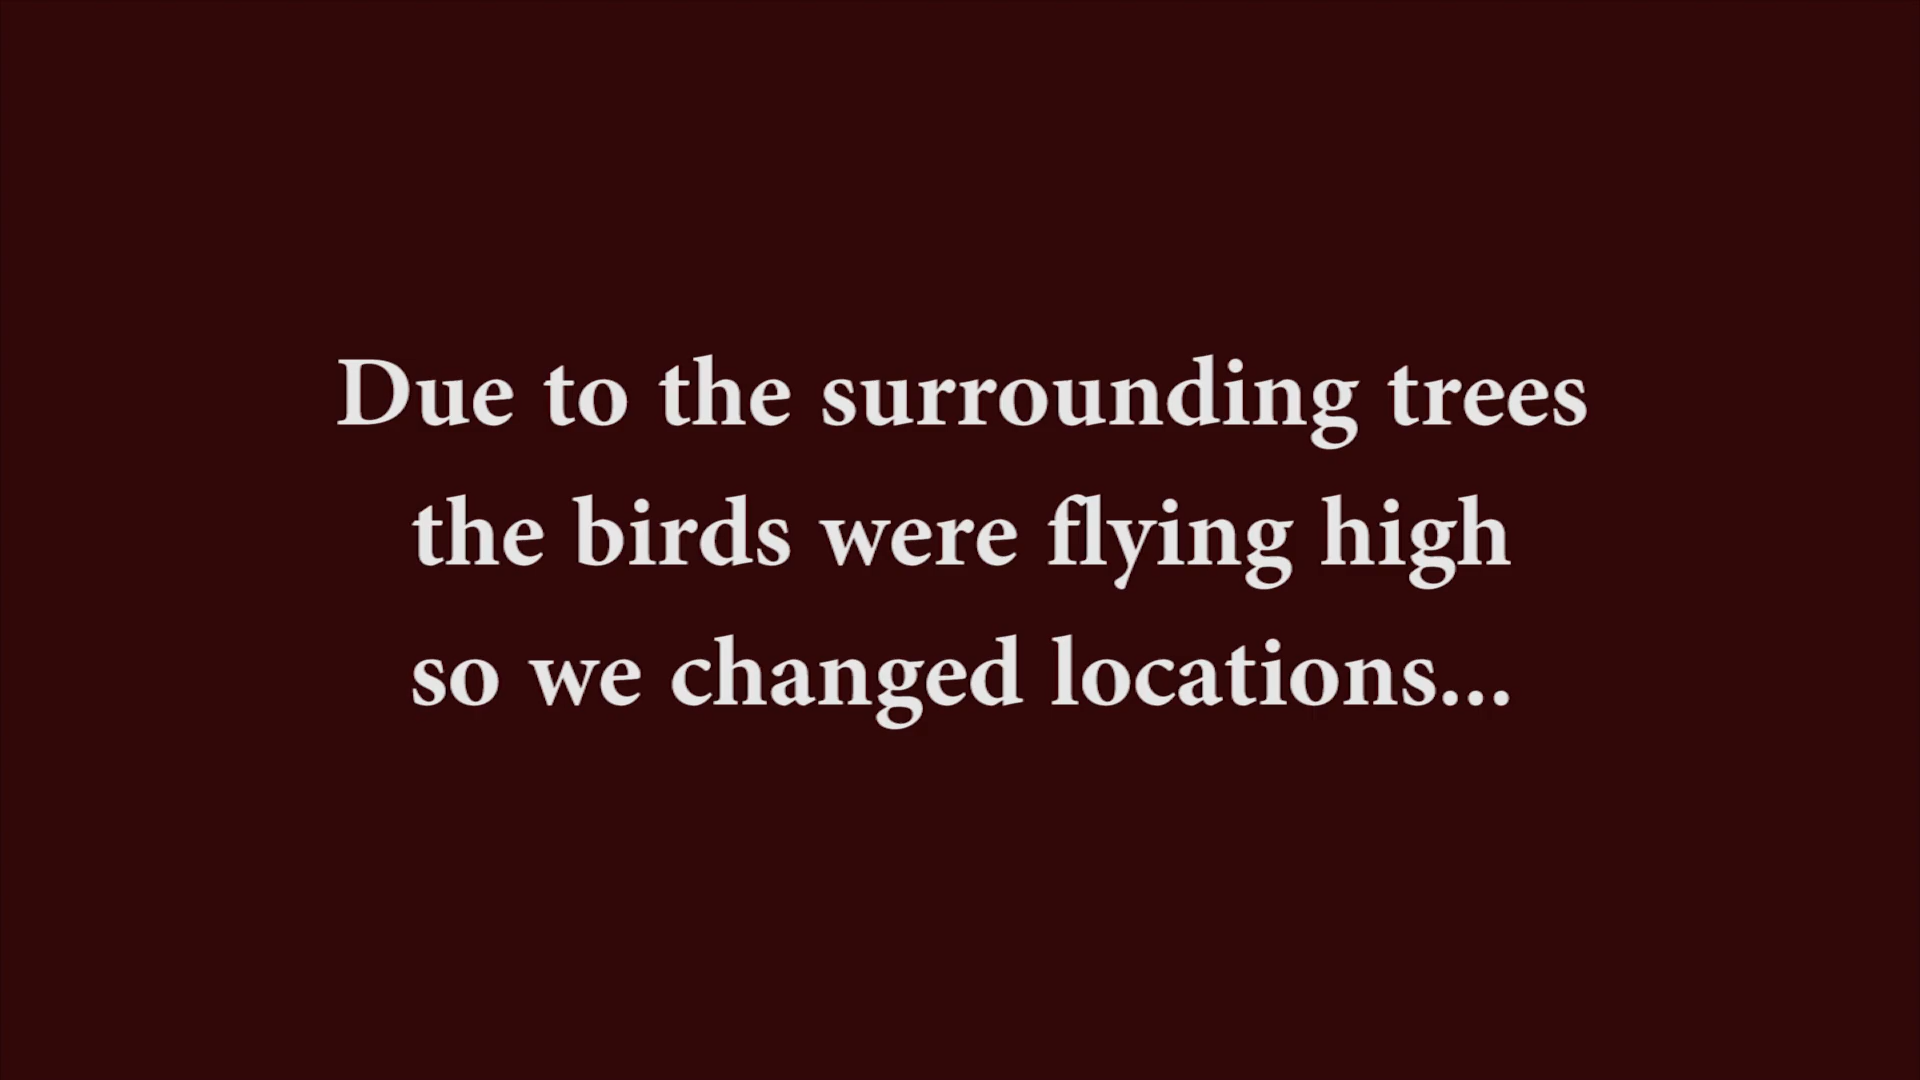 Due to the surrounding trees
the birds were flying high
so we changed locations...